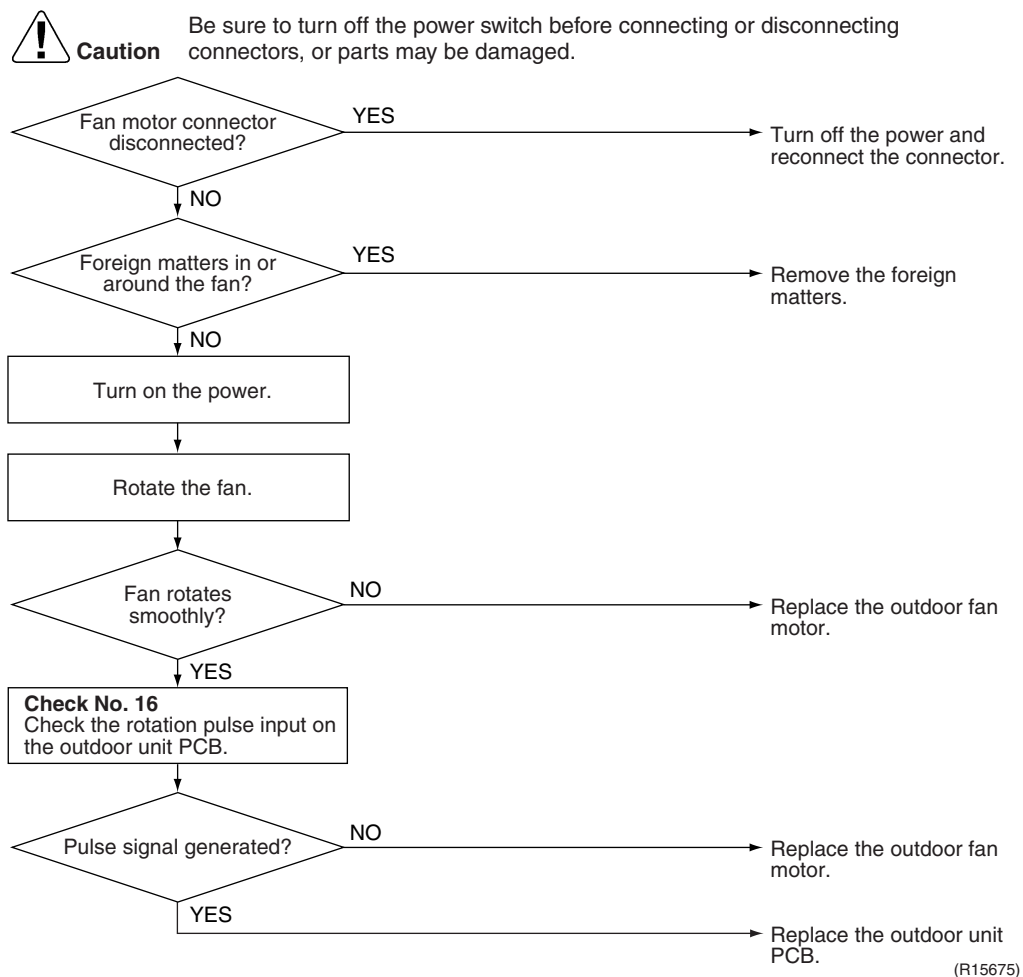 Be sure to turn off the power switch before connecting or disconnecting
Caution connectors, or parts may be damaged.
Fan motor connector
disconnected?
YES
Turn off the power and
reconnect the connector.
NO
Foreign matters in or
around the fan?
YES
Remove the foreign
matters.
NO
Turn on the power.
Rotate the fan.
Fan rotates
smoothly?
NO
Replace the outdoor fan
motor.
YES
Check No. 16
Check the rotation pulse input on
the outdoor unit PCB.
Pulse signal generated?
NO
Replace the outdoor fan
motor.
YES
Replace the outdoor unit
PCB.
(R15675)